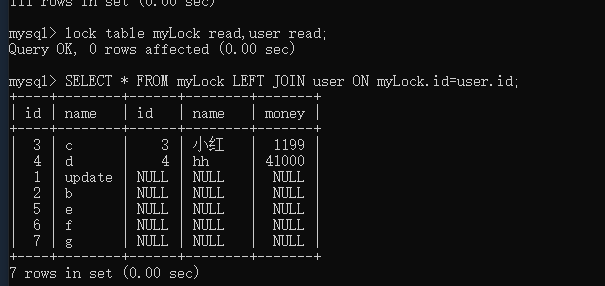 111 rows in set (0.00 sec)
mysql> lock table myLock read,user read;
Query OK, 0 rows affected (0.00 sec)
mysql> SELECT * FROM myLock LEFT JOIN user ON myLock.id=user.id;
+----+--------+------+------+-------+
| id | name   | id   | name | money |
+----+--------+------+------+-------+
|  3 | c      |    3 | 小红 |  1199 |
|  4 | d      |    4 | hh   | 41000 |
|  1 | update | NULL | NULL |  NULL |
|  2 | b      | NULL | NULL |  NULL |
|  5 | e      | NULL | NULL |  NULL |
|  6 | f      | NULL | NULL |  NULL |
|  7 | g      | NULL | NULL |  NULL |
+----+--------+------+------+-------+
7 rows in set (0.00 sec)